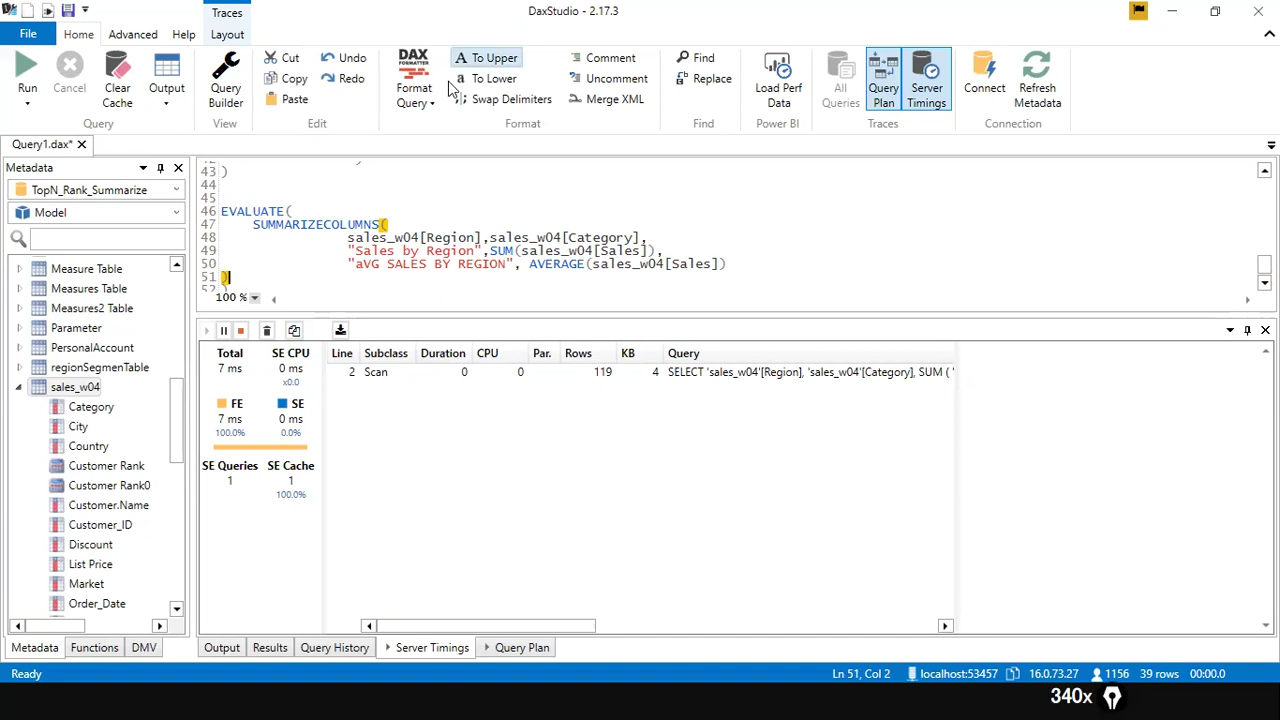 DaxStudio - 2.17.3
Traces
File
Home
Advanced
Help
Layout
Run
Cancel
Clear Cache
Output
Query
Query Builder
View
Cut
Copy
Paste
Undo
Redo
Edit
DAX
FORMATTER
Format Query
To Upper
To Lower
Swap Delimiters
Comment
Uncomment
Merge XML
Format
Find
Replace
Find
Load Perf Data
Power BI
All Queries
Query Plan
Server Timings
Traces
Connect
Refresh Metadata
Connection
Query1.dax*
Metadata
TopN_Rank_Summarize
Model
Measure Table
Measures Table
Measures2 Table
Parameter
PersonalAccount
regionSegmenTable
sales_w04
Category
City
Country
Customer Rank
Customer Rank0
Customer.Name
Customer_ID
Discount
List Price
Market
Order_Date
Metadata
Functions
DMV
43 )
44
45
46 EVALUATE(
47 SUMMARIZECOLUMNS(
48 sales_w04[Region],sales_w04[Category],
49 "Sales by Region",SUM(sales_w04[Sales]),
50 "aVG SALES BY REGION", AVERAGE(sales_w04[Sales])
51 )
52 )
100 %
Total SE CPU
7 ms 0 ms
x0.0
FE SE
7 ms 0 ms
100.0% 0.0%
SE Queries SE Cache
1 1
100.0%
Line Subclass Duration CPU Par. Rows KB Query
2 Scan 0 0 119 4 SELECT 'sales_w04'[Region], 'sales_w04'[Category], SUM ( '
Output
Results
Query History
Server Timings
Query Plan
Ready
Ln 51, Col 2
localhost:53457
16.0.73.27
1156
39 rows
00:00.0
340x